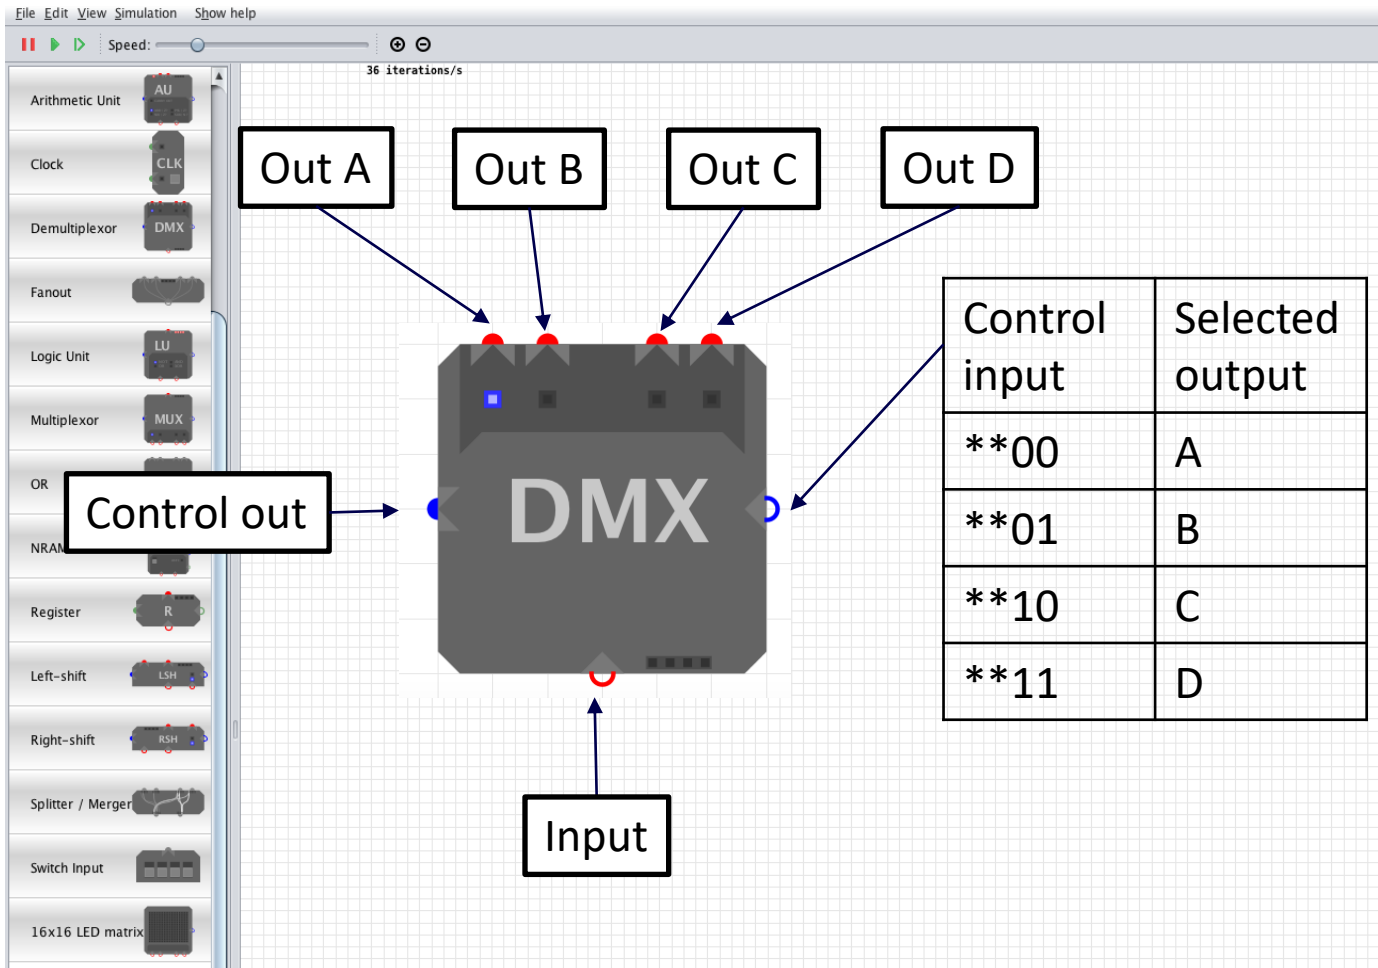 File Edit View Simulation Show help
Speed:
36 iterations/s
Arithmetic Unit
AU
Clock
CLK
Demultiplexor
DMX
Fanout
Logic Unit
LU
Multiplexor
MUX
OR
NRAM
Register
R
Left-shift
LSH
Right-shift
RSH
Splitter / Merger
Switch Input
16x16 LED matrix
Out A
Out B
Out C
Out D
Control out
DMX
Input
Control input
Selected output
**00 A
**01 B
**10 C
**11 D